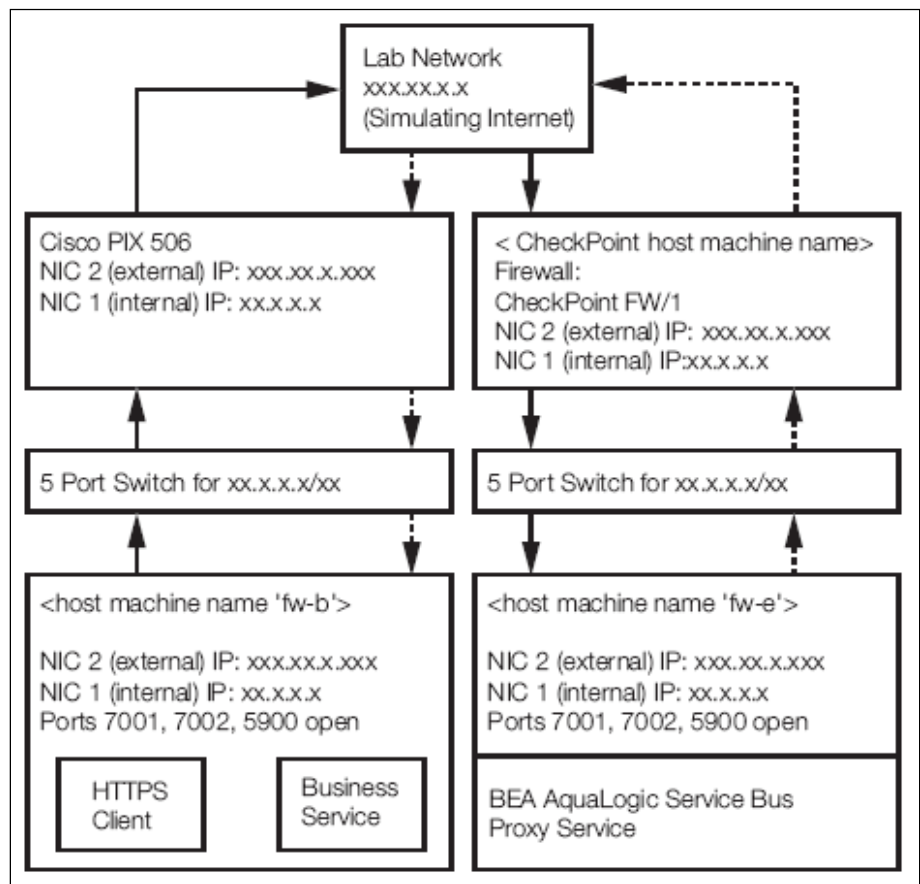 Lab Network
xxx.xx.x.x
(Simulating Internet)
Cisco PIX 506
NIC 2 (external) IP: xxx.xx.x.xxx
NIC 1 (internal) IP: xx.x.x.x
< CheckPoint host machine name>
Firewall:
CheckPoint FW/1
NIC 2 (external) IP: xxx.xx.x.xxx
NIC 1 (internal) IP:xx.x.x.x
5 Port Switch for xx.x.x.x/xx
5 Port Switch for xx.x.x.x/xx
<host machine name 'fw-b'>
NIC 2 (external) IP: xxx.xx.x.xxx
NIC 1 (internal) IP: xx.x.x.x
Ports 7001, 7002, 5900 open
HTTPS
Client
Business
Service
<host machine name 'fw-e'>
NIC 2 (external) IP: xxx.xx.x.xxx
NIC 1 (internal) IP: xx.x.x.x
Ports 7001, 7002, 5900 open
BEA AquaLogic Service Bus
Proxy Service